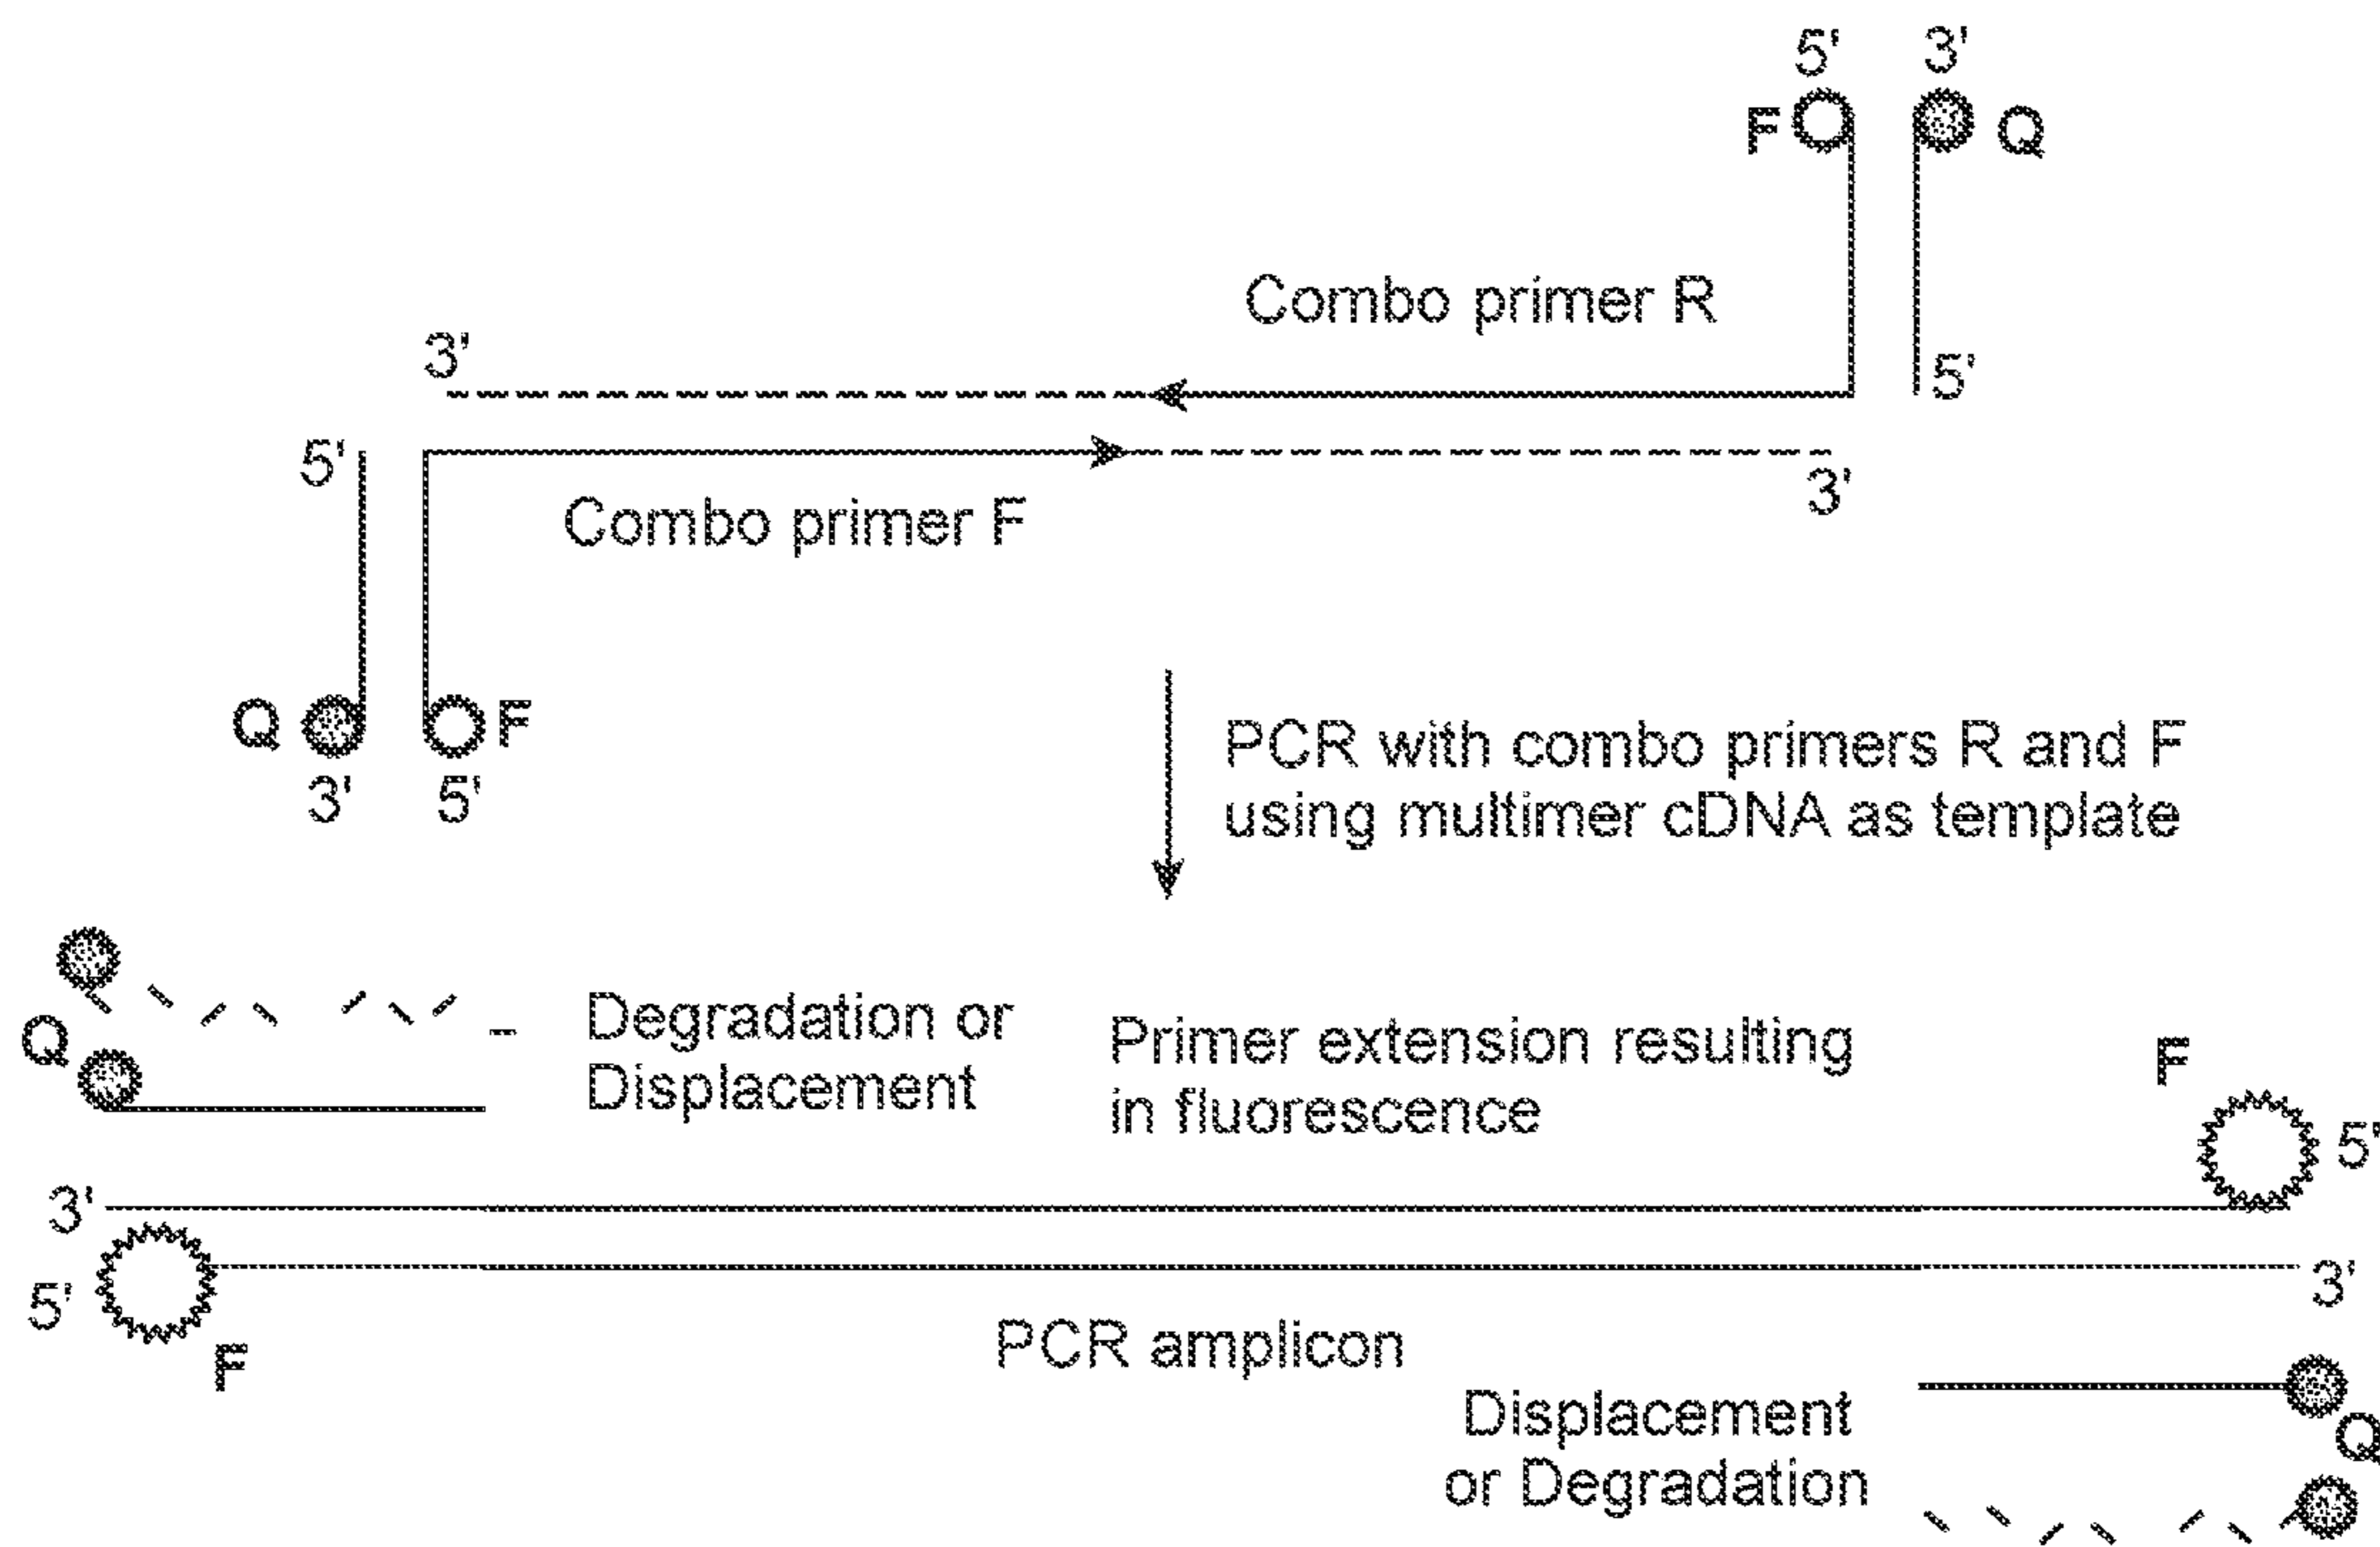 5' 3'
F Q
Combo primer R
3'
5'
5'
3'
Combo primer F
Q F
3' 5'
PCR with combo primers R and F
using multimer cDNA as template
Degradation or
Displacement
Q
Primer extension resulting
in fluorescence
F
5'
3'
5'
3'
F
PCR amplicon
Displacement
or Degradation
Q